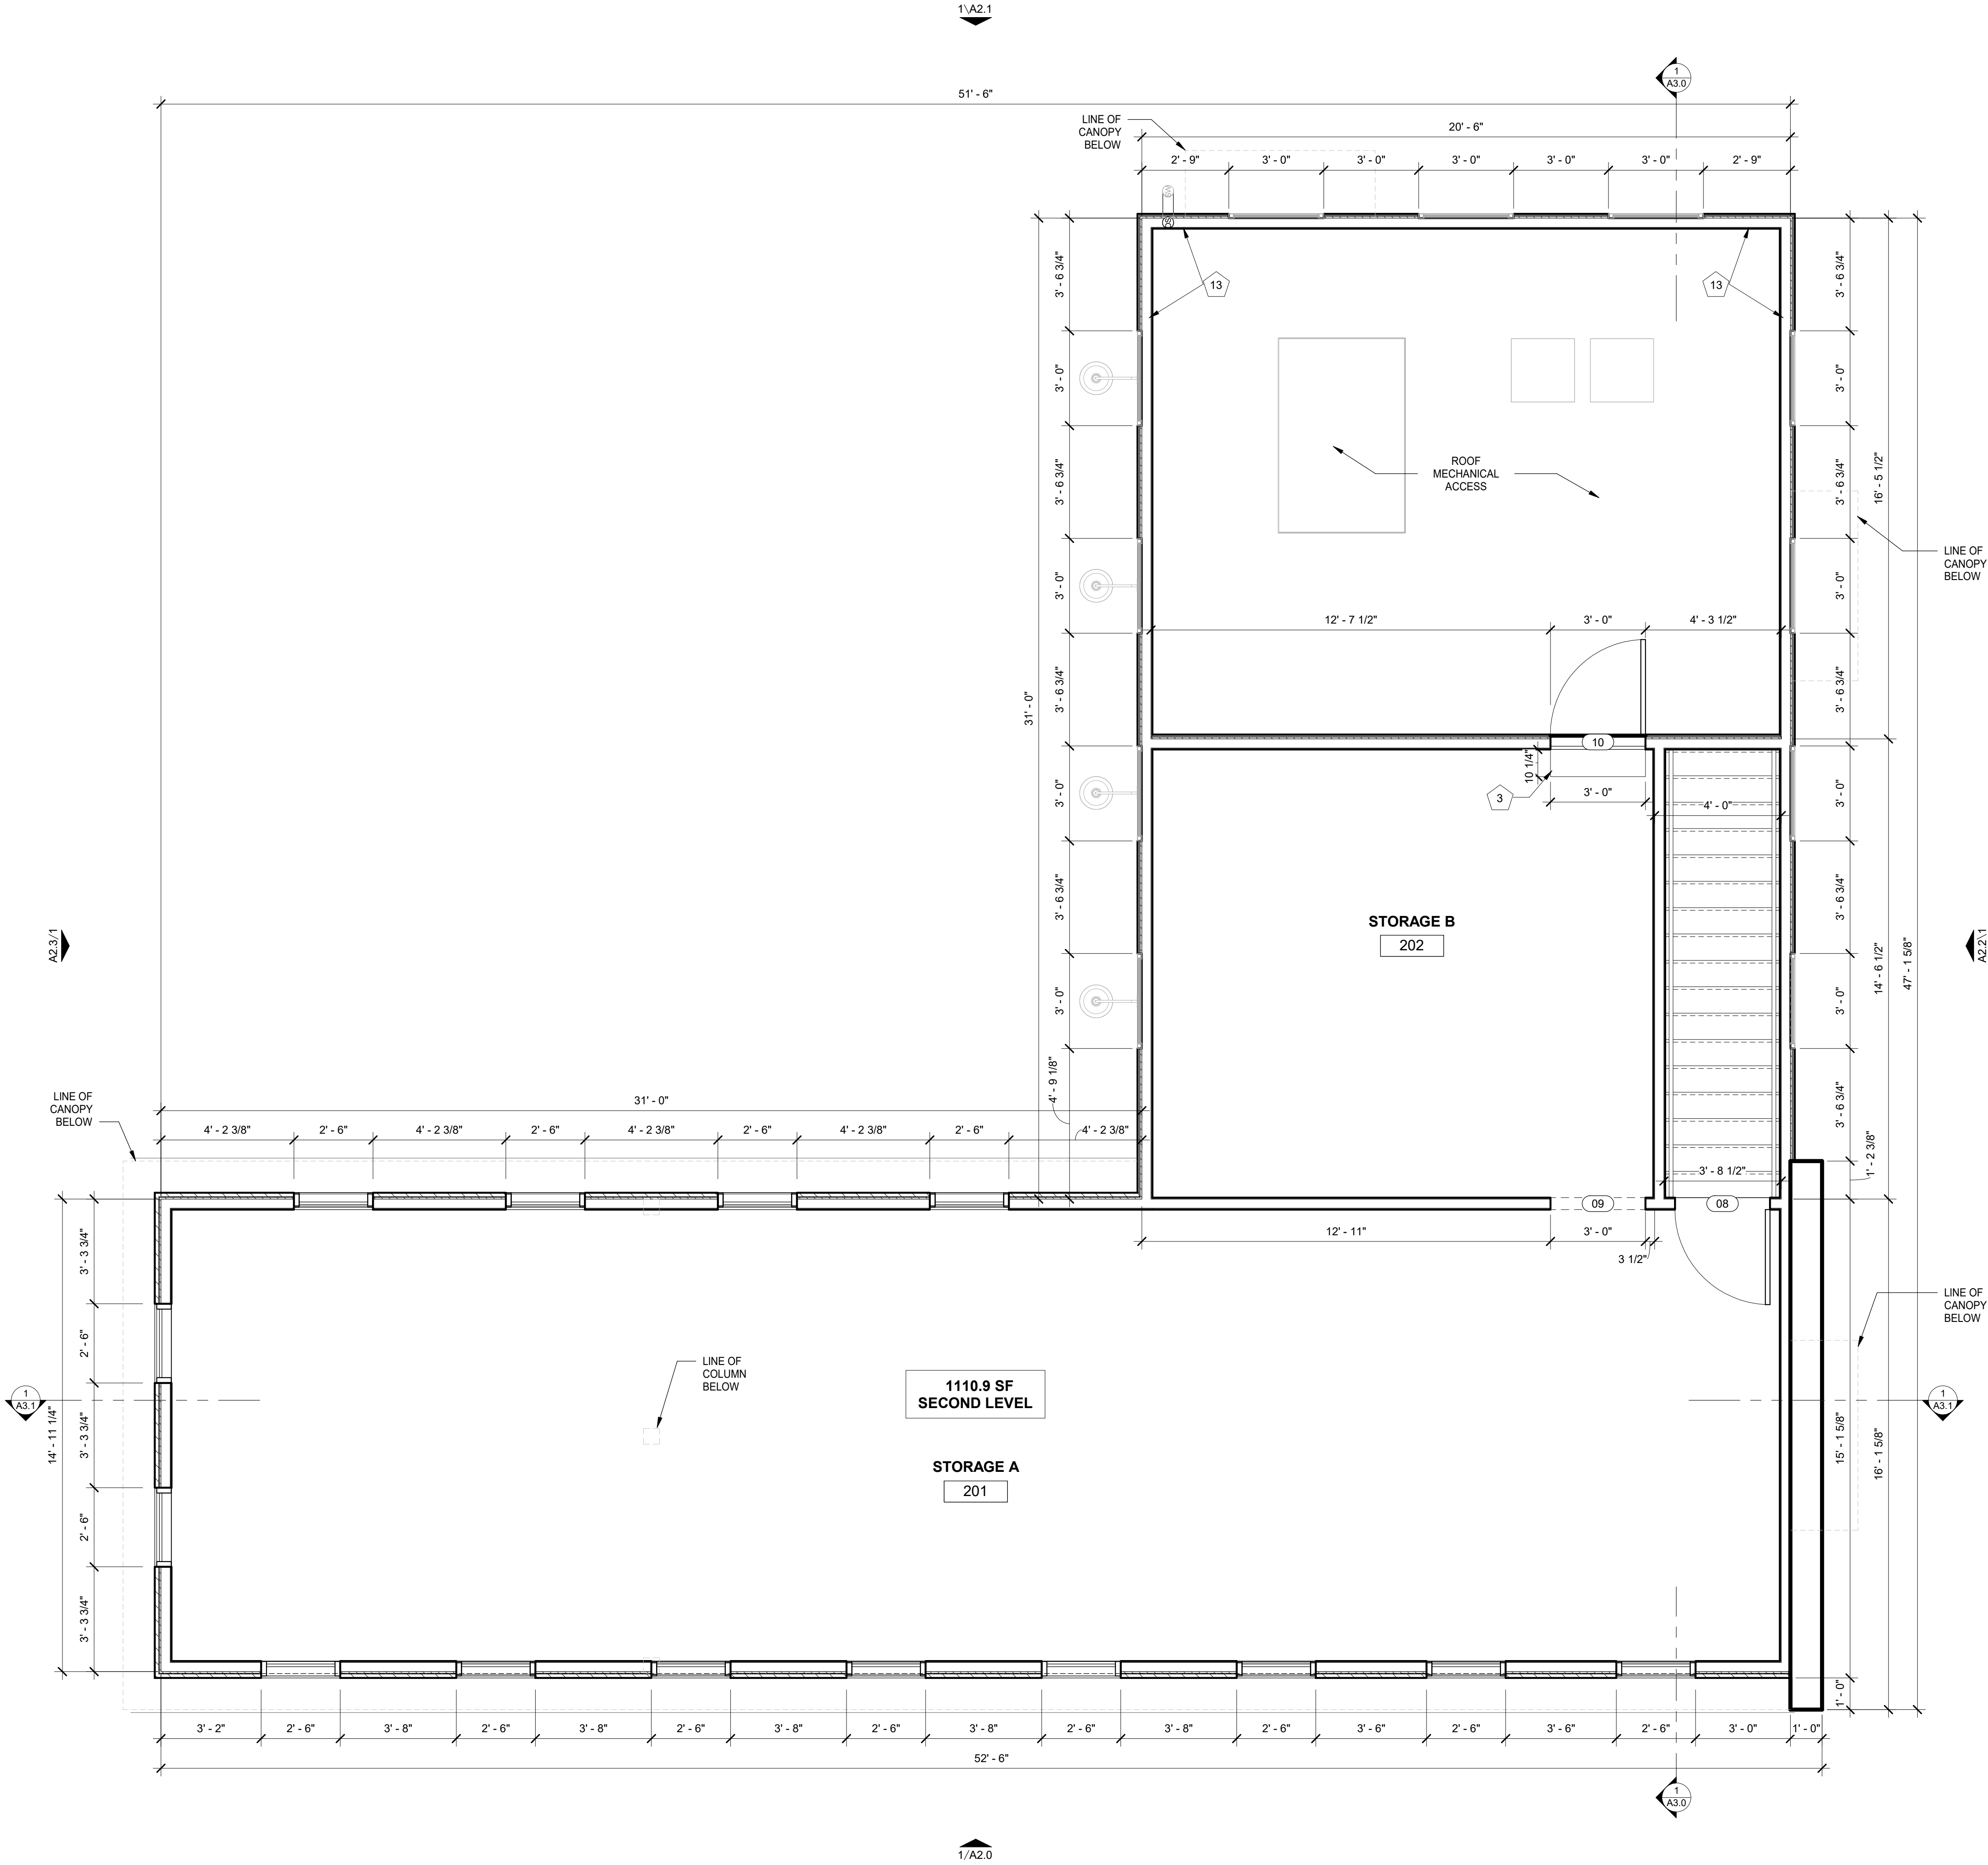 1\A2.1
1
A3.0
51' - 6"
LINE OF
CANOPY
BELOW
20' - 6"
2' - 9"
3' - 0"
3' - 0"
3' - 0"
3' - 0"
3' - 0"
2' - 9"
3' - 6 3/4"
13
13
3' - 6 3/4"
3' - 0"
3' - 0"
ROOF
MECHANICAL
ACCESS
3' - 6 3/4"
3' - 6 3/4"
16' - 5 1/2"
LINE OF
CANOPY
BELOW
3' - 0"
3' - 0"
12' - 7 1/2"
3' - 0"
4' - 3 1/2"
31' - 0"
3' - 6 3/4"
3' - 6 3/4"
10
10 1/4"
3
3' - 0"
4' - 0"
3' - 0"
3' - 0"
3' - 6 3/4"
3' - 6 3/4"
STORAGE B
202
A2.3/1
A2.2\1
14' - 6 1/2"
47' - 1 5/8"
3' - 0"
3' - 0"
4' - 9 1/8"
3' - 6 3/4"
LINE OF
CANOPY
BELOW
31' - 0"
4' - 2 3/8"
2' - 6"
4' - 2 3/8"
2' - 6"
4' - 2 3/8"
2' - 6"
4' - 2 3/8"
2' - 6"
4' - 2 3/8"
1' - 2 3/8"
3' - 8 1/2"
09
08
12' - 11"
3' - 0"
3 1/2"
3' - 3 3/4"
2' - 6"
LINE OF
CANOPY
BELOW
LINE OF
COLUMN
BELOW
1110.9 SF
SECOND LEVEL
1
A3.1
1
A3.1
14' - 11 1/4"
3' - 3 3/4"
15' - 1 5/8"
16' - 1 5/8"
STORAGE A
201
2' - 6"
3' - 3 3/4"
1' - 0"
3' - 2"
2' - 6"
3' - 8"
2' - 6"
3' - 8"
2' - 6"
3' - 8"
2' - 6"
3' - 8"
2' - 6"
3' - 8"
2' - 6"
3' - 6"
2' - 6"
3' - 6"
2' - 6"
3' - 0"
1' - 0"
52' - 6"
1
A3.0
1/A2.0